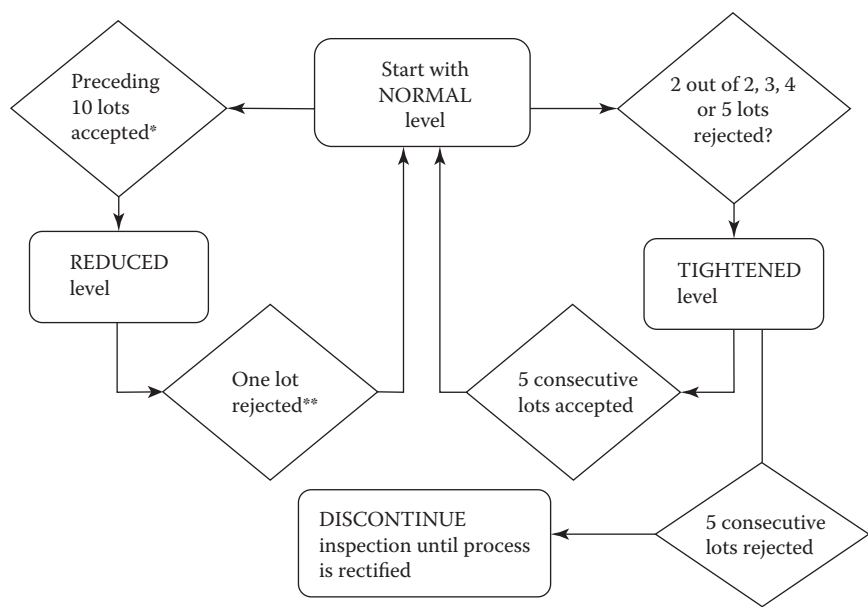 Preceding
10 lots
accepted*
Start with
NORMAL
level
2 out of 2, 3, 4
or 5 lots
rejected?
REDUCED
level
TIGHTENED
level
One lot
rejected**
5 consecutive
lots accepted
DISCONTINUE
inspection until process
is rectified
5 consecutive
lots rejected